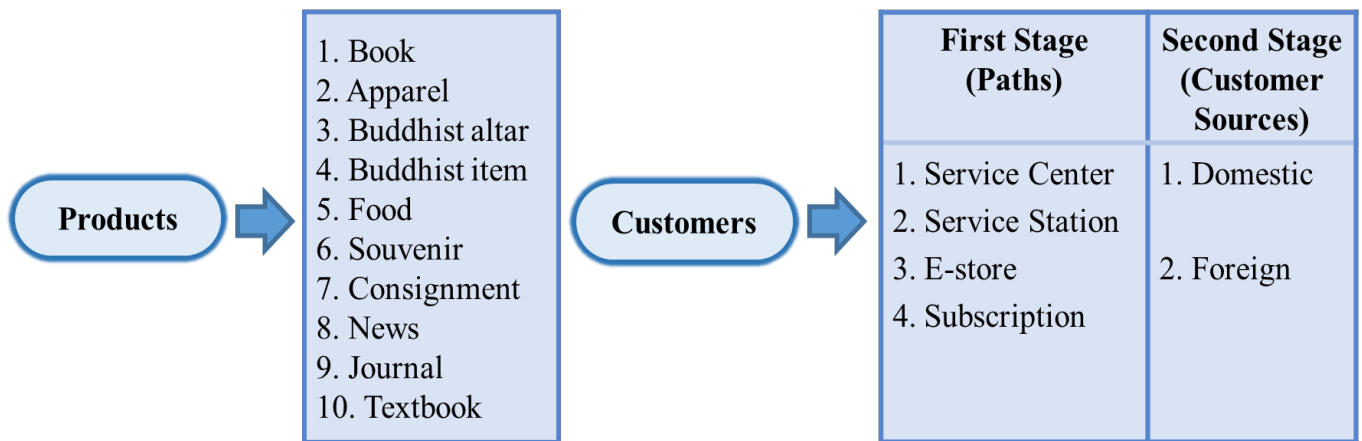 Products
1. Book
2. Apparel
3. Buddhist altar
4. Buddhist item
5. Food
6. Souvenir
7. Consignment
8. News
9. Journal
10. Textbook
Customers
First Stage
(Paths)
1. Service Center
2. Service Station
3. E-store
4. Subscription
Second Stage
(Customer
Sources)
1. Domestic
2. Foreign